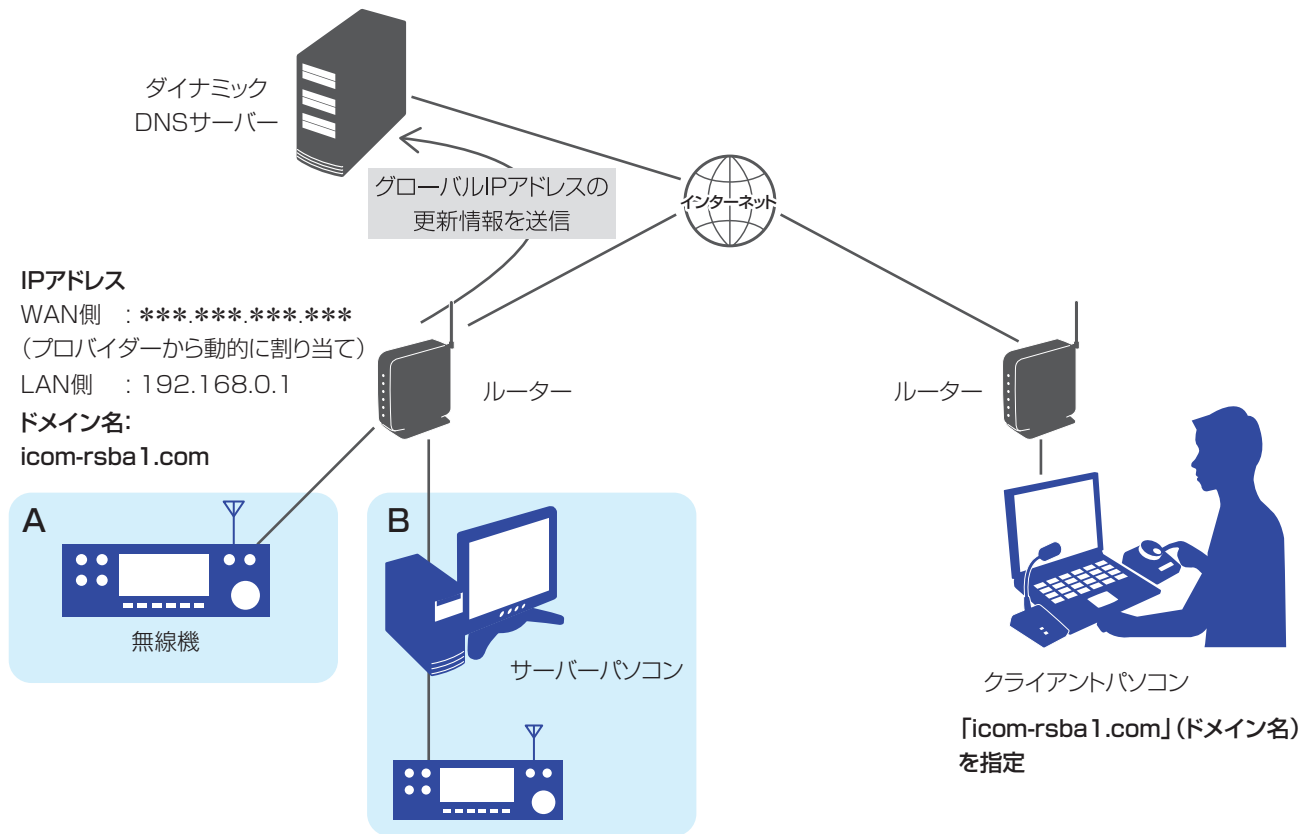 ダイナミック
DNSサーバー
グローバルIPアドレスの
更新情報を送信
インターネット
IPアドレス
WAN側 : ***.***.***.***
（プロバイダーから動的に割り当て）
LAN側 : 192.168.0.1
ドメイン名：
icom-rsba1.com
ルーター
ルーター
A
無線機
B
サーバーパソコン
クライアントパソコン
「icom-rsba1.com」（ドメイン名）
を指定